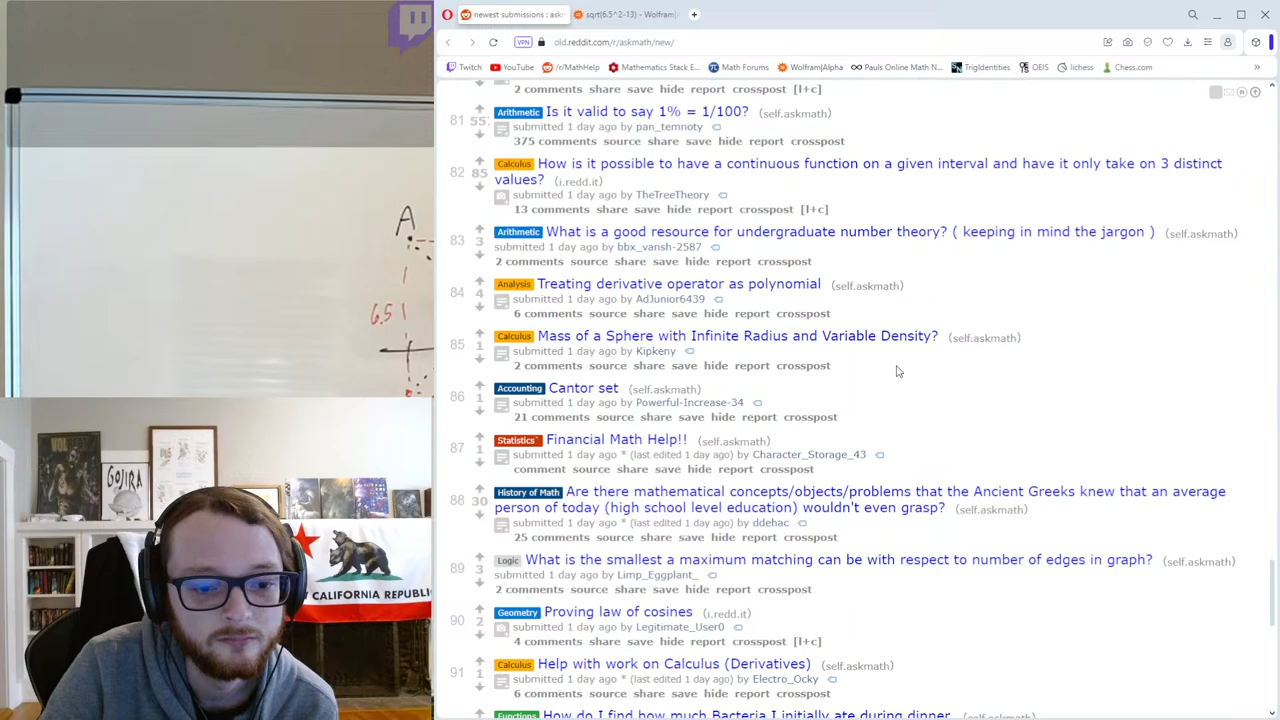 newest submissions : ask
sqrt(6.5^2-13) - Wolfram|
VPN
old.reddit.com/r/askmath/new/
Twitch
YouTube
/r/MathHelp
Mathematics Stack E...
Math Forums
Wolfram|Alpha
Pauls Online Math N...
TrigIdentities
OEIS
lichess
Chess.com
2 comments share save hide report crosspost [l+c]
81
Arithmetic Is it valid to say 1% = 1/100? (self.askmath)
submitted 1 day ago by pan_temnoty
375 comments source share save hide report crosspost
82 85
Calculus How is it possible to have a continuous function on a given interval and have it only take on 3 distinct
values? (i.redd.it)
submitted 1 day ago by TheTreeTheory
13 comments share save hide report crosspost [l+c]
83 3
Arithmetic What is a good resource for undergraduate number theory? ( keeping in mind the jargon ) (self.askmath)
submitted 1 day ago by bbx_vansh-2587
2 comments share save hide report crosspost
84 4
Analysis Treating derivative operator as polynomial (self.askmath)
submitted 1 day ago by AdJunior6439
6 comments source share save hide report crosspost
85 1
Calculus Mass of a Sphere with Infinite Radius and Variable Density? (self.askmath)
submitted 1 day ago by Kipkeny
2 comments source share save hide report crosspost
86 1
Accounting Cantor set (self.askmath)
submitted 1 day ago by Powerful-Increase-34
21 comments source share save hide report crosspost
87 1
Statistics` Financial Math Help!! (self.askmath)
submitted 1 day ago * (last edited 1 day ago) by Character_Storage_43
comment source share save hide report crosspost
88 30
History of Math Are there mathematical concepts/objects/problems that the Ancient Greeks knew that an average
person of today (high school level education) wouldn't even grasp? (self.askmath)
submitted 1 day ago * (last edited 1 day ago) by ddehac
25 comments source share save hide report crosspost
89 3
Logic What is the smallest a maximum matching can be with respect to number of edges in graph? (self.askmath)
submitted 1 day ago by Limp_Eggplant_
2 comments share save hide report crosspost
90 2
Geometry Proving law of cosines (i.redd.it)
submitted 1 day ago by Legitimate_User0
4 comments share save hide report crosspost [l+c]
91 1
Calculus Help with work on Calculus (Derivatives) (self.askmath)
submitted 1 day ago * (last edited 1 day ago) by Electro_Ocky
6 comments source share save hide report crosspost
Functions How do I find how much Bacteria I initially ate during dinner
A
6.5
VOLBEAT
GOJIRA
CALIFORNIA REPUBLIC